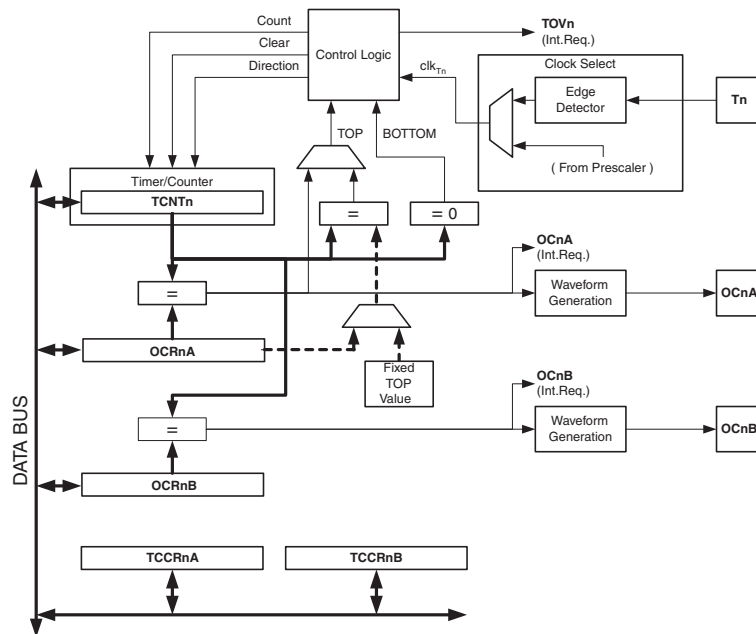 Count
Clear
Direction
Control Logic
TOVn
(Int.Req.)
Clock Select
clkTn
Edge
Detector
Tn
( From Prescaler )
TOP
BOTTOM
Timer/Counter
TCNTn
=
= 0
OCnA
(Int.Req.)
=
Waveform
Generation
OCnA
OCRnA
Fixed
TOP
Value
OCnB
(Int.Req.)
=
Waveform
Generation
OCnB
OCRnB
DATA BUS
TCCRnA
TCCRnB